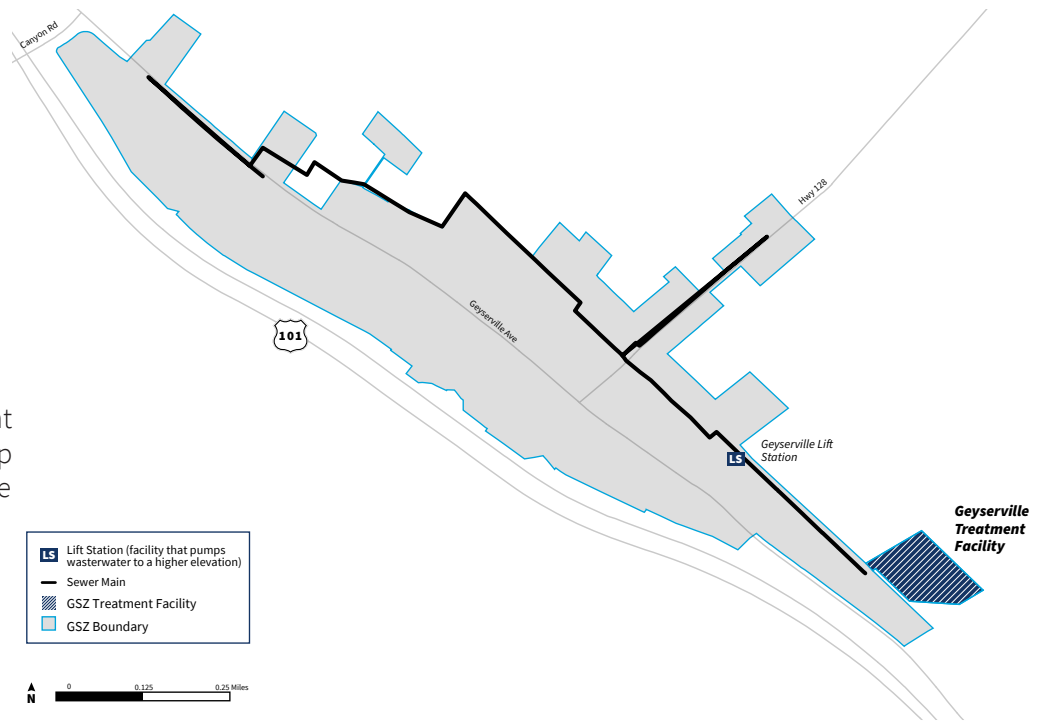 Canyon Rd
Hwy 128
Geyserville Ave
101
LS
Geyserville Lift
Station
Geyserville
Treatment
Facility
LS
Lift Station (facility that pumps
wasterwater to a higher elevation)
Sewer Main
GSZ Treatment Facility
GSZ Boundary
N
0
0.125
0.25 Miles